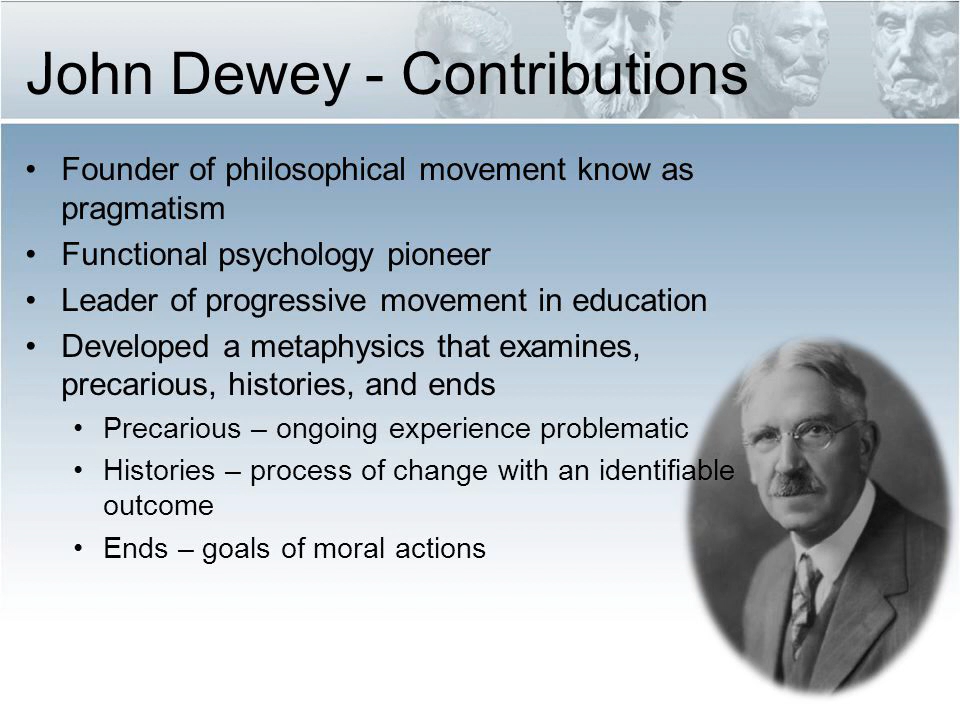 John Dewey - Contributions
• Founder of philosophical movement know as
pragmatism
• Functional psychology pioneer
• Leader of progressive movement in education
• Developed a metaphysics that examines,
precarious, histories, and ends
• Precarious – ongoing experience problematic
• Histories – process of change with an identifiable
outcome
• Ends – goals of moral actions